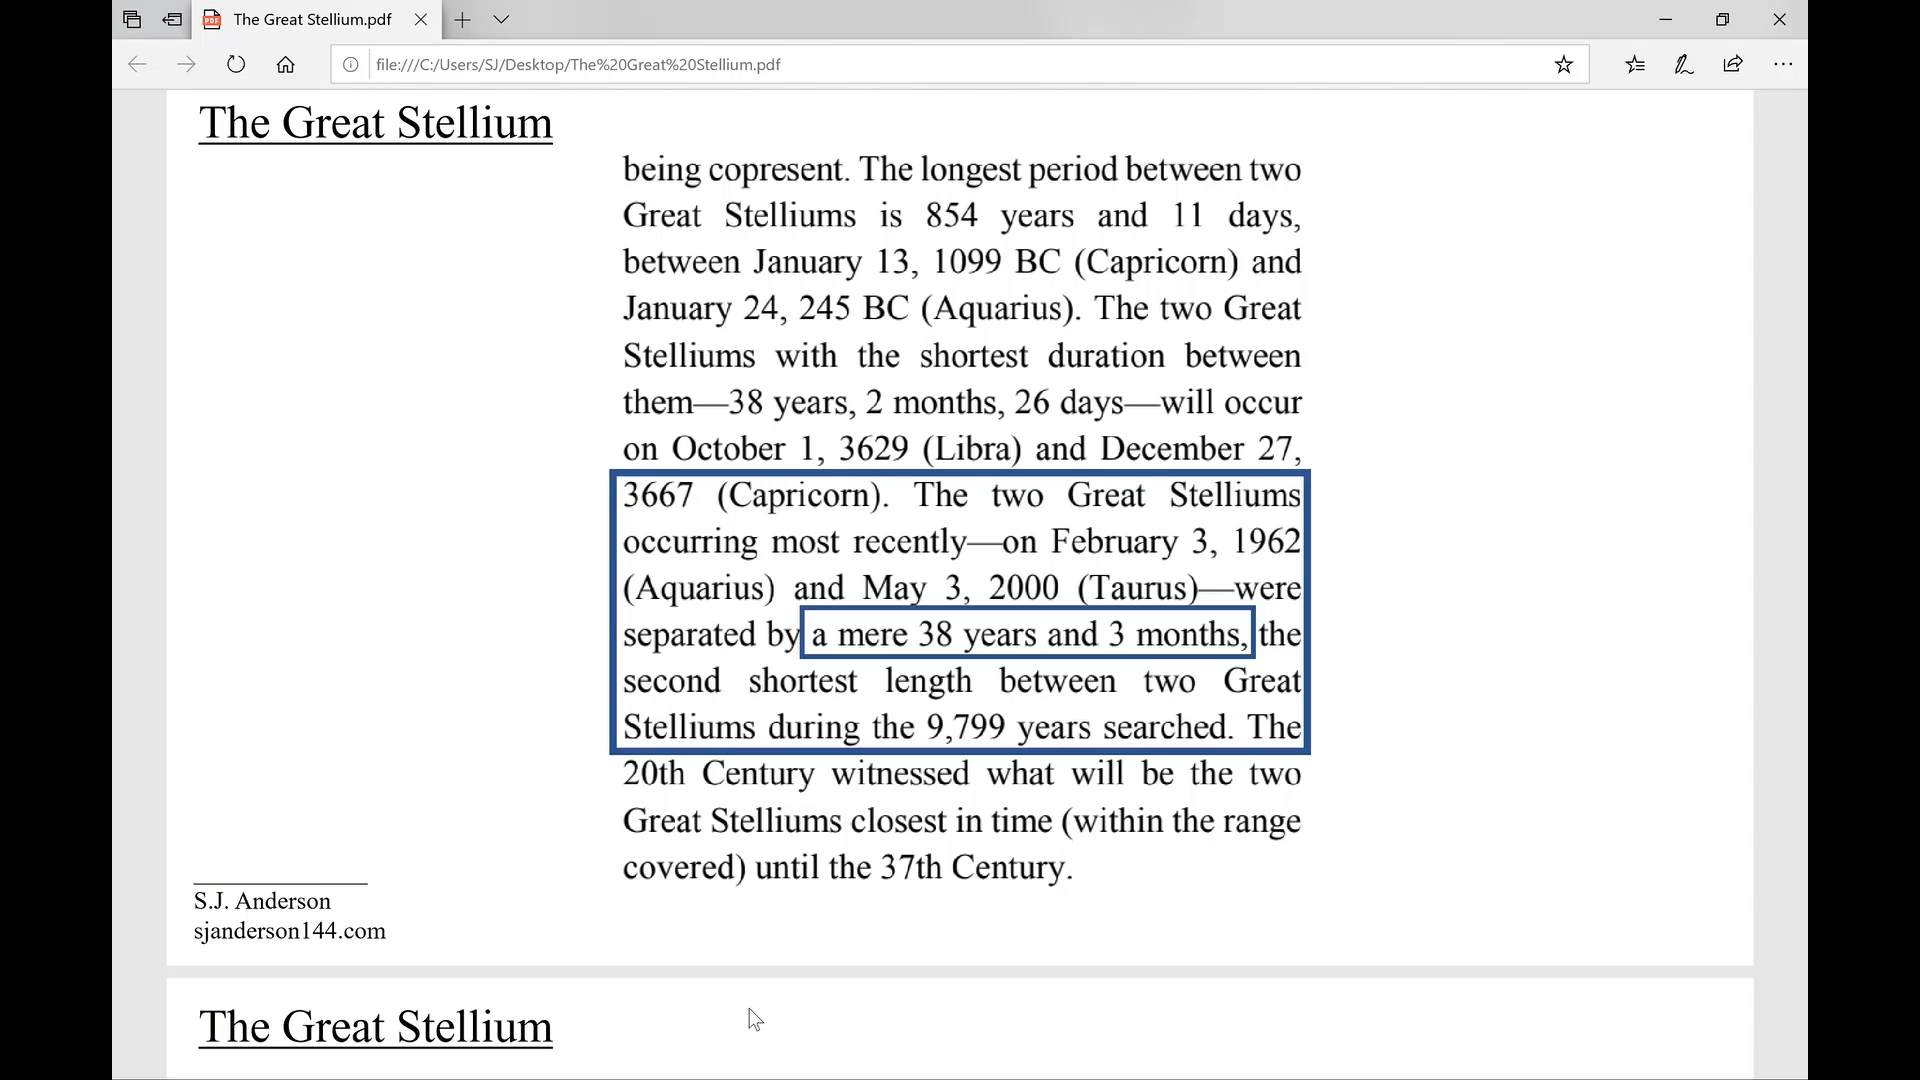 The Great Stellium.pdf
file:///C:/Users/SJ/Desktop/The%20Great%20Stellium.pdf
The Great Stellium
being copresent. The longest period between two
Great Stelliums is 854 years and 11 days,
between January 13, 1099 BC (Capricorn) and
January 24, 245 BC (Aquarius). The two Great
Stelliums with the shortest duration between
them—38 years, 2 months, 26 days—will occur
on October 1, 3629 (Libra) and December 27,
3667 (Capricorn). The two Great Stelliums
occurring most recently—on February 3, 1962
(Aquarius) and May 3, 2000 (Taurus)—were
separated by a mere 38 years and 3 months, the
second shortest length between two Great
Stelliums during the 9,799 years searched. The
20th Century witnessed what will be the two
Great Stelliums closest in time (within the range
covered) until the 37th Century.
S.J. Anderson
sjanderson144.com
The Great Stellium